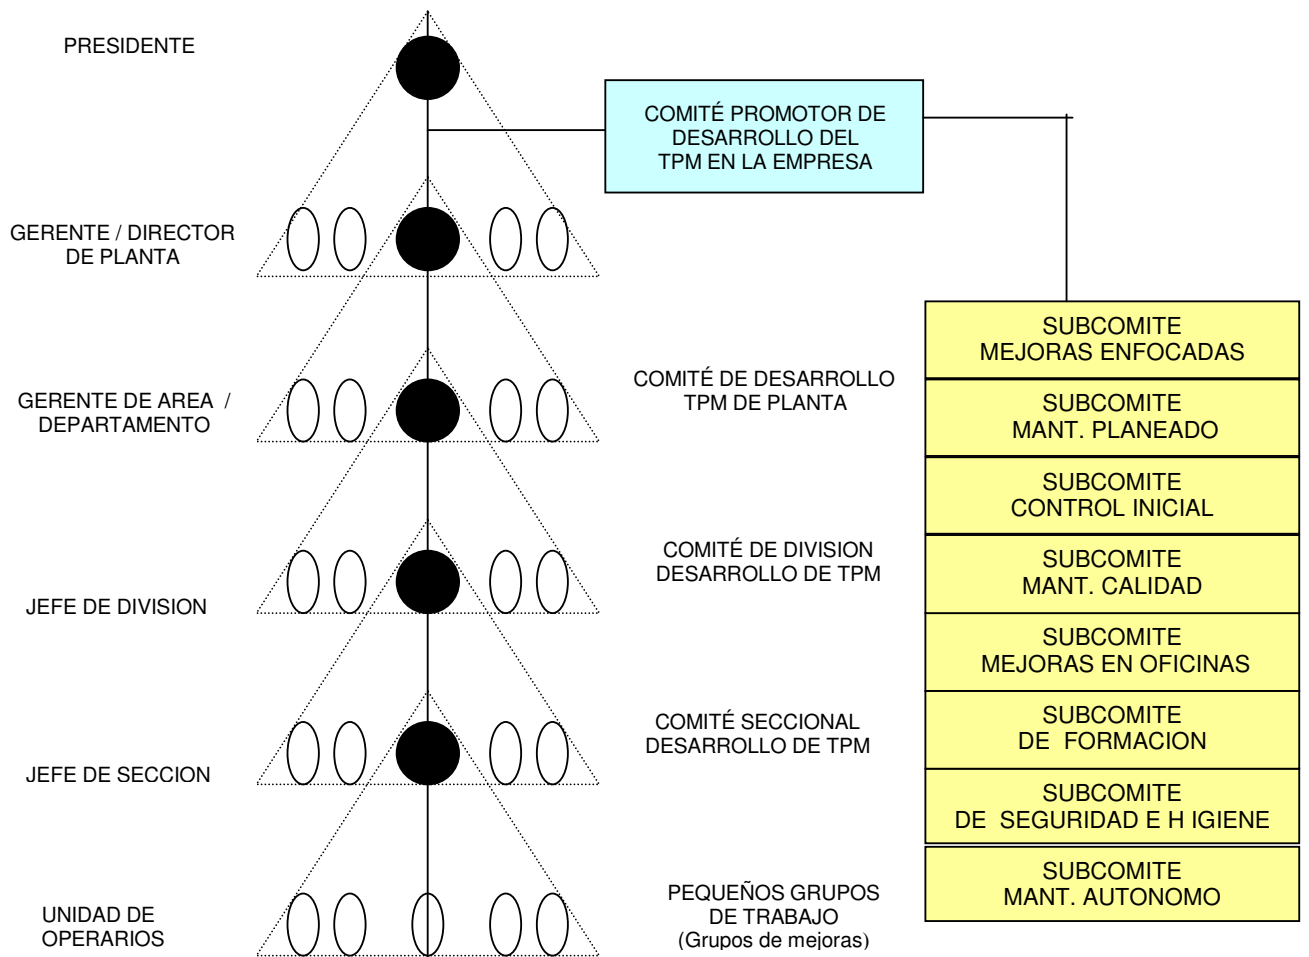 PRESIDENTE
GERENTE / DIRECTOR
DE PLANTA
GERENTE DE AREA /
DEPARTAMENTO
JEFE DE DIVISION
JEFE DE SECCION
UNIDAD DE
OPERARIOS
COMITÉ PROMOTOR DE
DESARROLLO DEL
TPM EN LA EMPRESA
COMITÉ DE DESARROLLO
TPM DE PLANTA
COMITÉ DE DIVISION
DESARROLLO DE TPM
COMITÉ SECCIONAL
DESARROLLO DE TPM
PEQUEÑOS GRUPOS
DE TRABAJO
(Grupos de mejoras)
SUBCOMITE
MEJORAS ENFOCADAS
SUBCOMITE
MANT. PLANEADO
SUBCOMITE
CONTROL INICIAL
SUBCOMITE
MANT. CALIDAD
SUBCOMITE
MEJORAS EN OFICINAS
SUBCOMITE
DE FORMACION
SUBCOMITE
DE SEGURIDAD E H IGIENE
SUBCOMITE
MANT. AUTONOMO